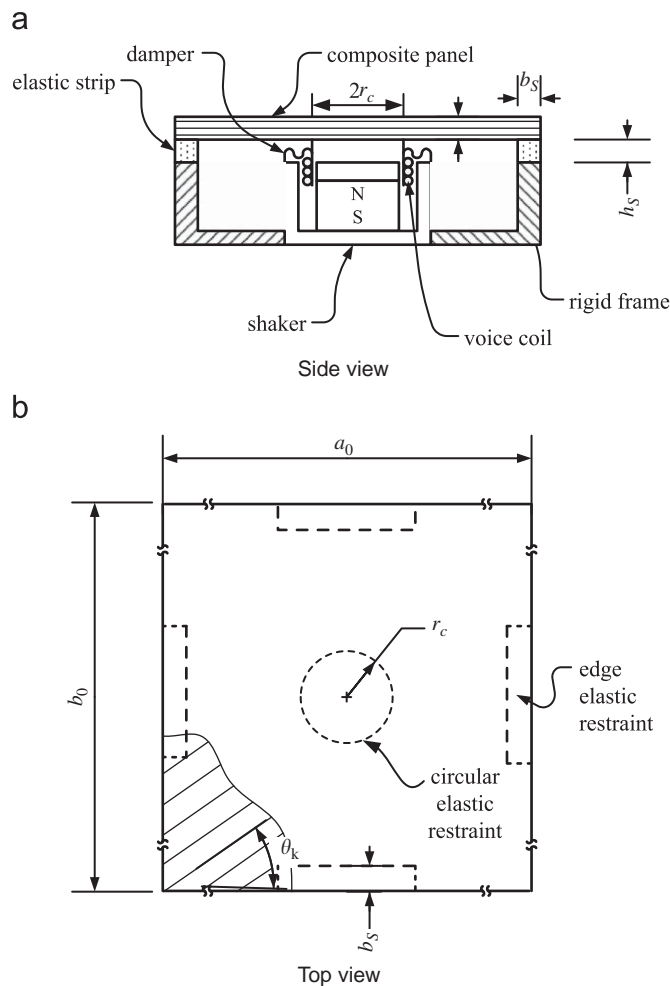 a
damper
composite panel
elastic strip
2r_c
b_S
N
S
h_S
shaker
voice coil
rigid frame
Side view
b
a_0
b_0
r_c
edge
elastic
restraint
circular
elastic
restraint
θ_k
b_S
Top view